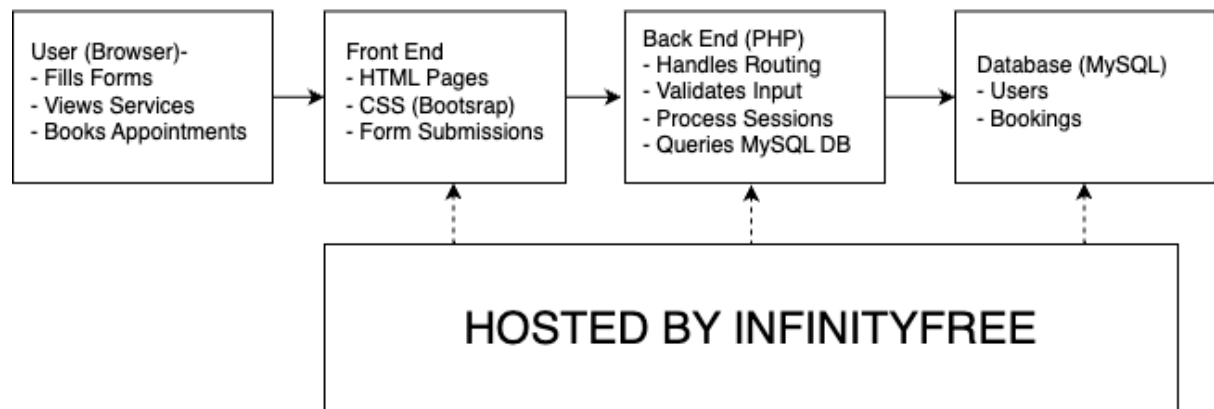 User (Browser)-
- Fills Forms
- Views Services
- Books Appointments
Front End
- HTML Pages
- CSS (Bootsrap)
- Form Submissions
Back End (PHP)
- Handles Routing
- Validates Input
- Process Sessions
- Queries MySQL DB
Database (MySQL)
- Users
- Bookings
HOSTED BY INFINITYFREE